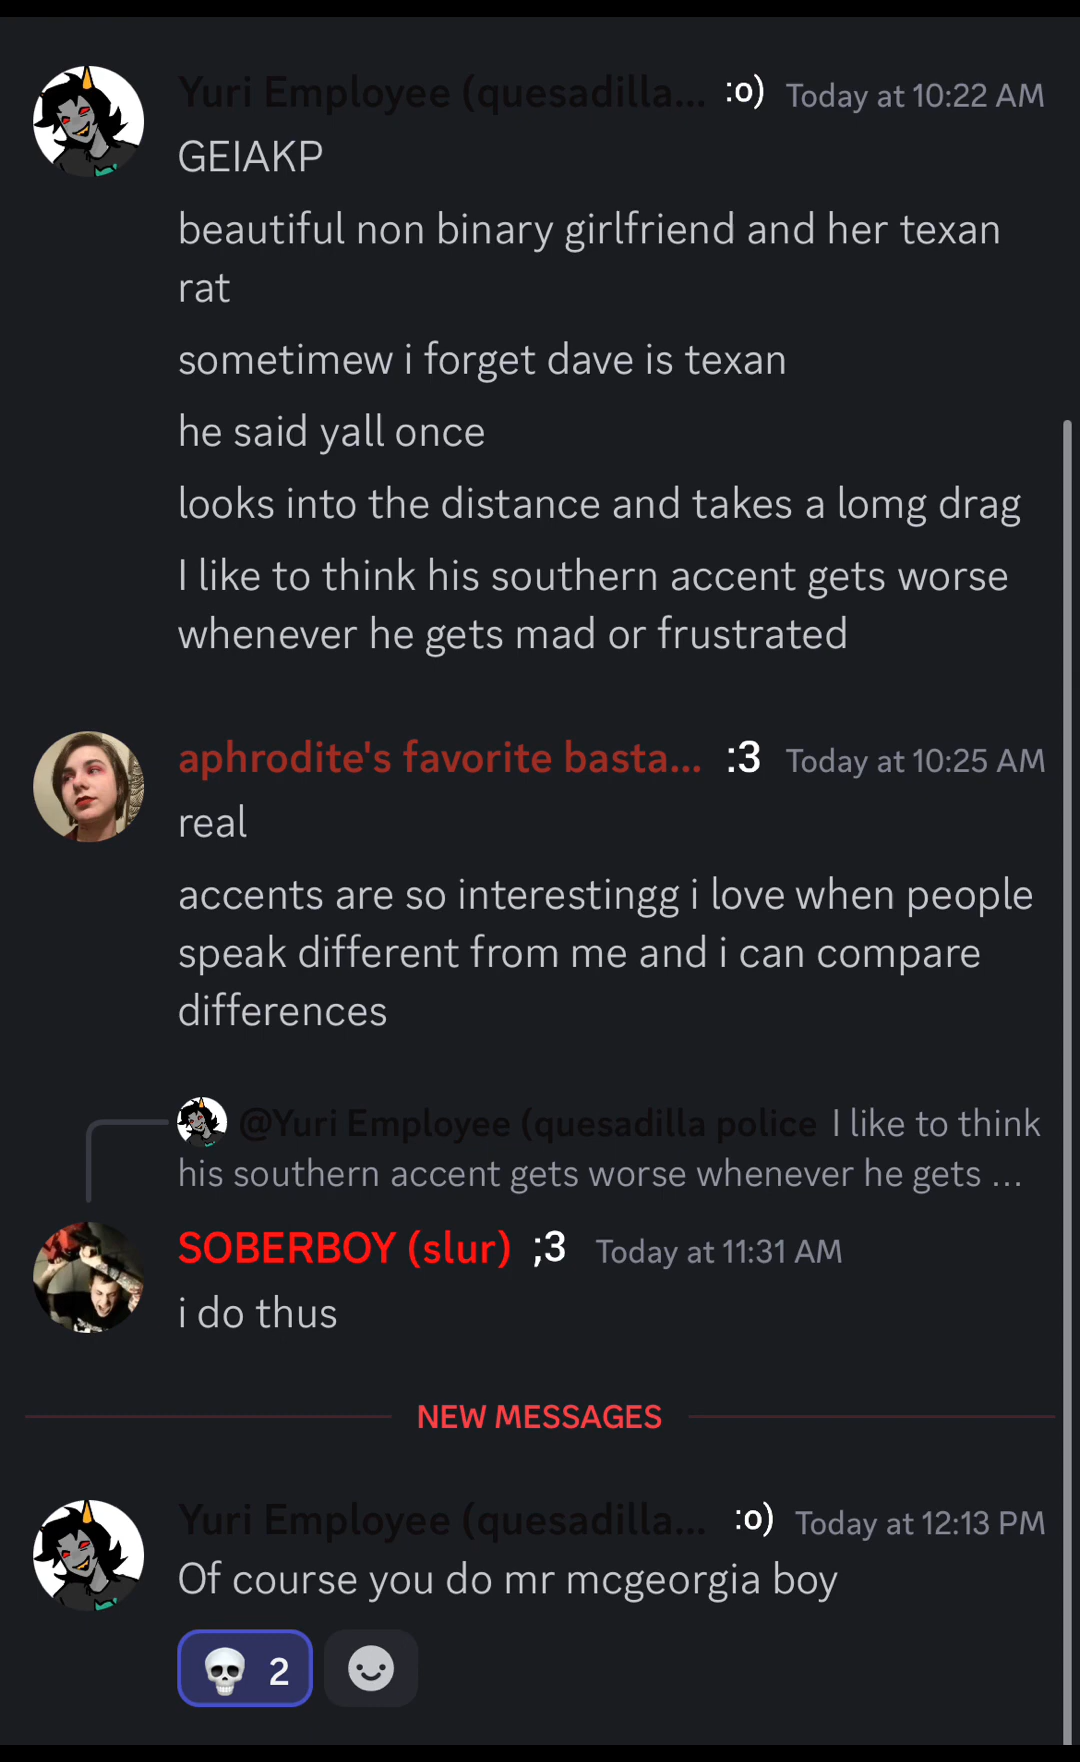 Yuri Employee (quesadilla... :o) Today at 10:22 AM
GEIAKP
beautiful non binary girlfriend and her texan
rat
sometimew i forget dave is texan
he said yall once
looks into the distance and takes a lomg drag
I like to think his southern accent gets worse
whenever he gets mad or frustrated
aphrodite's favorite basta... :3 Today at 10:25 AM
real
accents are so interestingg i love when people
speak different from me and i can compare
differences
@Yuri Employee (quesadilla police I like to think
his southern accent gets worse whenever he gets ...
SOBERBOY (slur) ;3 Today at 11:31 AM
i do thus
NEW MESSAGES
Yuri Employee (quesadilla... :o) Today at 12:13 PM
Of course you do mr mcgeorgia boy
💀 2